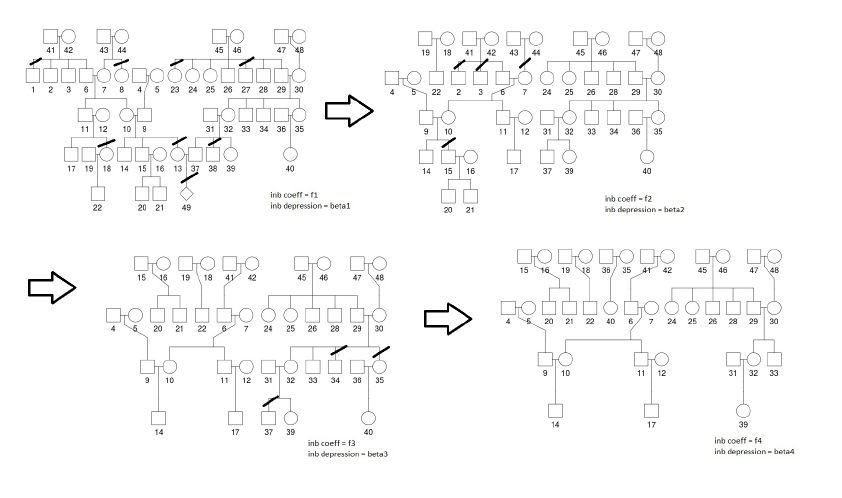 41 42 43 44 45 46 47 48
1 2 3 6 7 8 4 5 23 24 25 26 27 28 29 30
11 12 10 9 31 32 33 34 36 35
17 19 18 14 15 16 13 37 38 39 40
22 20 21 49
inb coeff = f1
inb depression = beta1
19 18 41 42 43 44 45 46 47 48
4 5 22 2 3 6 7 24 25 26 28 29 30
9 10 11 12 31 32 33 34 36 35
14 15 16 17 37 39 40
20 21
inb coeff = f2
inb depression = beta2
15 16 19 18 41 42 45 46 47 48
4 5 20 21 22 6 7 24 25 26 28 29 30
9 10 11 12 31 32 33 34 36 35
14 17 37 39 40
inb coeff = f3
inb depression = beta3
15 16 19 18 36 35 41 42 45 46 47 48
4 5 20 21 22 40 6 7 24 25 26 28 29 30
9 10 11 12 31 32 33
14 17 39
inb coeff = f4
inb depression = beta4